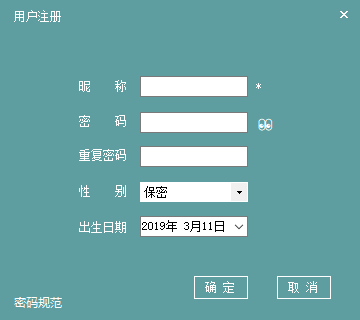 用户注册 ×
昵 称 *
密 码
重复密码
性 别 保密
出生日期 2019年 3月11日
确 定 取 消
密码规范